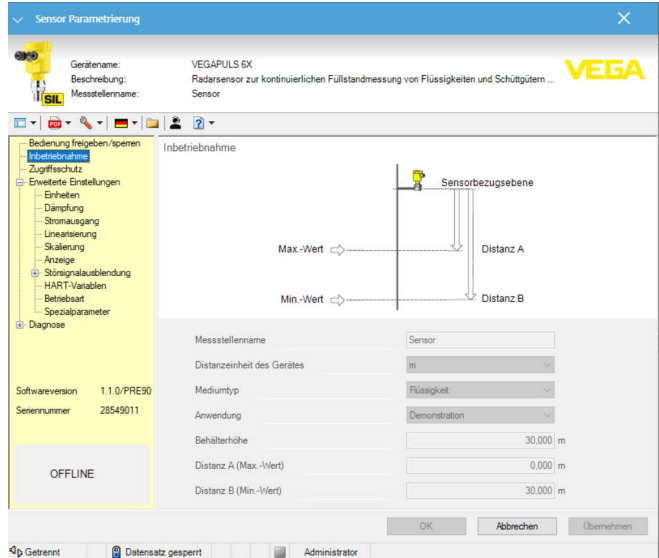 Sensor Parametrierung
Gerätename: VEGAPULS 6X
Beschreibung: Radarsensor zur kontinuierlichen Füllstandmessung von Flüssigkeiten und Schüttgütern ...
Messstellenname: Sensor
SIL
VEGA
PDF
?
Bedienung freigeben/sperren
Inbetriebnahme
Zugriffsschutz
Erweiterte Einstellungen
Einheiten
Dämpfung
Stromausgang
Linearisierung
Skalierung
Anzeige
Störsignalausblendung
HART-Variablen
Betriebsart
Spezialparameter
Diagnose
Softwareversion 1.1.0/PRE90
Seriennummer 28549011
OFFLINE
Inbetriebnahme
Sensorbezugsebene
Max.-Wert
Distanz A
Min.-Wert
Distanz B
Messstellenname Sensor
Distanzeinheit des Gerätes m
Mediumtyp Flüssigkeit
Anwendung Demonstration
Behälterhöhe 30,000 m
Distanz A (Max.-Wert) 0,000 m
Distanz B (Min.-Wert) 30,000 m
OK Abbrechen Übernehmen
Getrennt Datensatz gesperrt Administrator